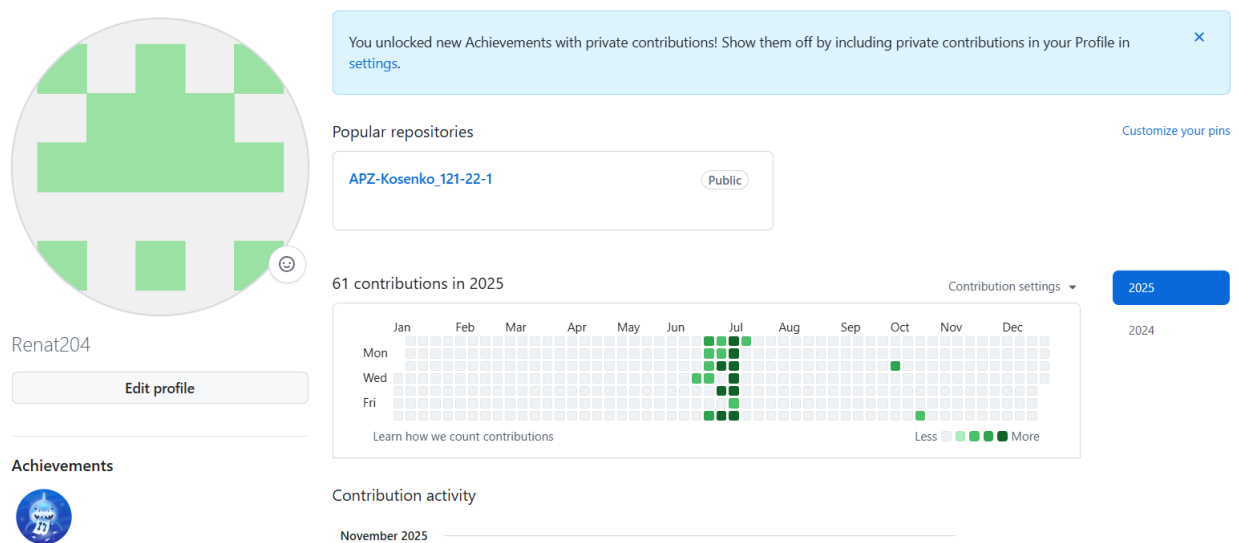 You unlocked new Achievements with private contributions! Show them off by including private contributions in your Profile in
settings.
Popular repositories
Customize your pins
APZ-Kosenko_121-22-1
Public
61 contributions in 2025
Contribution settings
2025
2024
Jan Feb Mar Apr May Jun Jul Aug Sep Oct Nov Dec
Mon
Wed
Fri
Learn how we count contributions
Less More
Renat204
Edit profile
Achievements
Contribution activity
November 2025